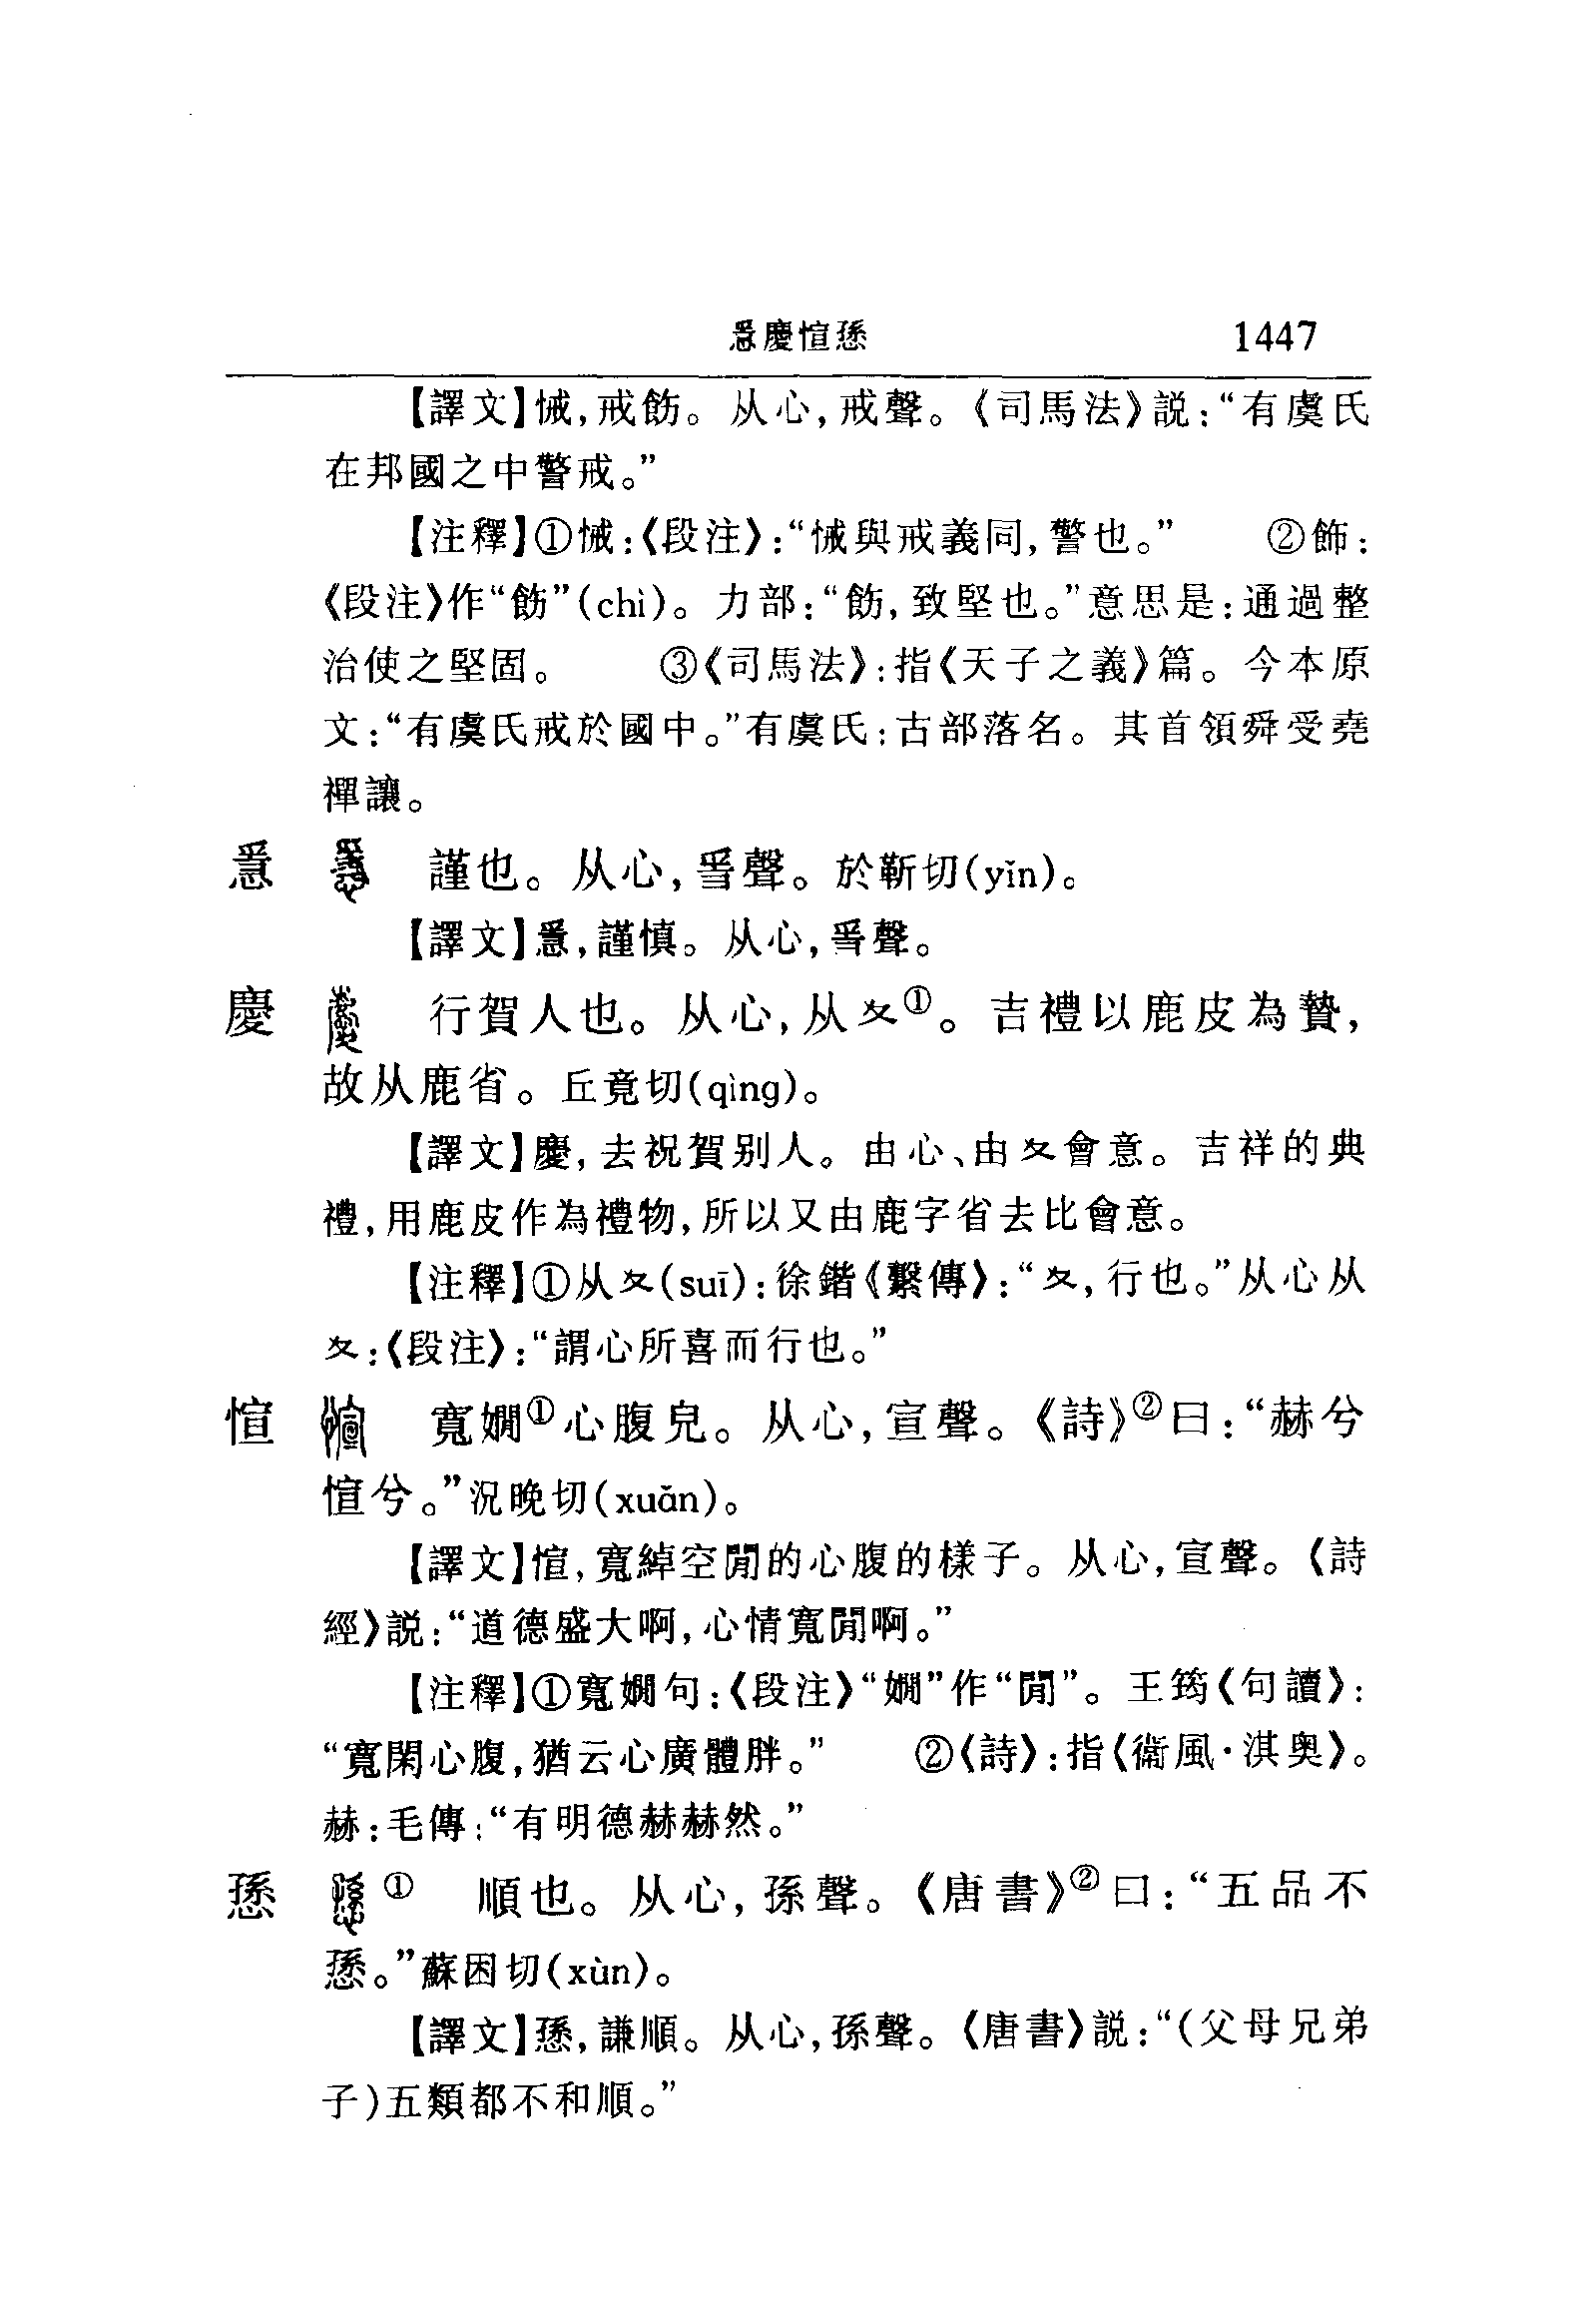 㥯慶愃愻 1447
【譯文】悈,戒飭。从心,戒聲。《司馬法》説:“有虞氏
在邦國之中警戒。”
【注釋】①悈:《段注》:“悈與戒義同,警也。” ②飾:
《段注》作“飭”(chì)。力部:“飭,致堅也。”意思是:通過整
治使之堅固。 ③《司馬法》:指《天子之義》篇。今本原
文:“有虞氏戒於國中。”有虞氏:古部落名。其首領舜受堯
禪讓。
㥯 謹也。从心,㬎聲。於靳切(yǐn)。
【譯文】㥯,謹慎。从心,聲。
慶 行賀人也。从心,从夊①。吉禮以鹿皮為贄,
故从鹿省。丘竟切(qìng)。
【譯文】慶,去祝賀别人。由心、由夊會意。吉祥的典
禮,用鹿皮作為禮物,所以又由鹿字省去比會意。
【注釋】①从夊(suī):徐鍇《繫傳》:“夊,行也。”从心从
夊:《段注》:“謂心所喜而行也。”
愃 寬嫺①心腹皃。从心,宣聲。《詩》②曰:“赫兮
愃兮。”況晚切(xuǎn)。
【譯文】愃,寬綽空閒的心腹的樣子。从心,宣聲。《詩
經》説:“道德盛大啊,心情寬閒啊。”
【注釋】①寬嫺句:《段注》“嫺”作“閒”。王筠《句讀》:
“寬閑心腹,猶云心廣體胖。” ②《詩》:指《衞風·淇奥》。
赫:毛傳:“有明德赫赫然。”
愻 ① 順也。从心,孫聲。《唐書》②曰:“五品不
愻。”蘇困切(xùn)。
【譯文】愻,謙順。从心,孫聲。《唐書》説:“(父母兄弟
子)五類都不和順。”